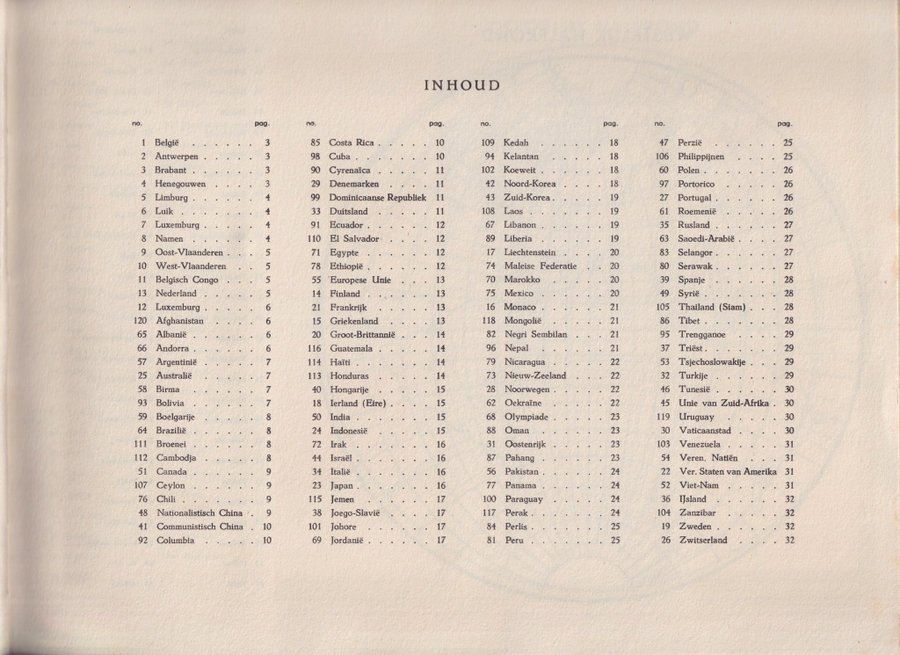 INHOUD
no. pag.
1 België . . . . . . 3
2 Antwerpen . . . . . 3
3 Brabant . . . . . . 3
4 Henegouwen . . . . 3
5 Limburg . . . . . . 4
6 Luik . . . . . . . 4
7 Luxemburg . . . . . 4
8 Namen . . . . . . 4
9 Oost-Vlaanderen . . . 5
10 West-Vlaanderen . . 5
11 Belgisch Congo . . . 5
13 Nederland . . . . . 5
12 Luxemburg . . . . . 6
120 Afghanistan . . . . 6
65 Albanië . . . . . . 6
66 Andorra . . . . . . 6
57 Argentinië . . . . . 7
25 Australië . . . . . 7
58 Birma . . . . . . 7
93 Bolivia . . . . . . 7
59 Boelgarije . . . . . 8
64 Brazilië . . . . . . 8
111 Broenei . . . . . . 8
112 Cambodja . . . . . 8
51 Canada . . . . . . 9
107 Ceylon . . . . . . 9
76 Chili . . . . . . . 9
48 Nationalistisch China . 9
41 Communistisch China . 10
92 Columbia . . . . . 10
no. pag.
85 Costa Rica . . . . . 10
98 Cuba . . . . . . 10
90 Cyrenaïca . . . . . 11
29 Denemarken . . . . 11
99 Dominicaanse Republiek 11
33 Duitsland . . . . . 11
91 Ecuador . . . . . . 12
110 El Salvador . . . . 12
71 Egypte . . . . . . 12
78 Ethiopië . . . . . . 12
55 Europese Unie . . . 13
14 Finland . . . . . . 13
21 Frankrijk . . . . . 13
15 Griekenland . . . . 13
20 Groot-Brittannië . . . 14
116 Guatemala . . . . . 14
114 Haïti . . . . . . 14
113 Honduras . . . . . 14
40 Hongarije . . . . . 15
18 Ierland (Eire) . . . . 15
50 India . . . . . . 15
24 Indonesië . . . . . 15
72 Irak . . . . . . . 16
44 Israël . . . . . . 16
34 Italië . . . . . . . 16
23 Japan . . . . . . 16
115 Jemen . . . . . . 17
38 Joego-Slavië . . . . 17
101 Johore . . . . . . 17
69 Jordanië . . . . . . 17
no. pag.
109 Kedah . . . . . . 18
94 Kelantan . . . . . 18
102 Koeweit . . . . . . 18
42 Noord-Korea . . . . 18
43 Zuid-Korea . . . . . 19
108 Laos . . . . . . . 19
67 Libanon . . . . . . 19
89 Liberia . . . . . . 19
17 Liechtenstein . . . . 20
74 Maleise Federatie . . . 20
70 Marokko . . . . . 20
75 Mexico . . . . . . 20
16 Monaco . . . . . . 21
118 Mongolië . . . . . 21
82 Negri Sembilan . . . 21
96 Nepal . . . . . . 21
79 Nicaragua . . . . . 22
73 Nieuw-Zeeland . . . 22
28 Noorwegen . . . . . 22
62 Oekraïne . . . . . 22
68 Olympiade . . . . . 23
88 Oman . . . . . . 23
31 Oostenrijk . . . . . 23
87 Pahang . . . . . . 23
56 Pakistan . . . . . . 24
77 Panama . . . . . . 24
100 Paraguay . . . . . 24
117 Perak . . . . . . . 24
84 Perlis . . . . . . . 25
81 Peru . . . . . . . 25
no. pag.
47 Perzië . . . . . . 25
106 Philippijnen . . . . 25
60 Polen . . . . . . . 26
97 Portorico . . . . . 26
27 Portugal . . . . . . 26
61 Roemenië . . . . . 26
35 Rusland . . . . . . 27
63 Saoedi-Arabië . . . . 27
83 Selangor . . . . . . 27
80 Serawak . . . . . . 27
39 Spanje . . . . . . 28
49 Syrië . . . . . . . 28
105 Thailand (Siam) . . . 28
86 Tibet . . . . . . . 28
95 Trengganoe . . . . 29
37 Triëst . . . . . . . 29
53 Tsjechoslowakije . . . 29
32 Turkije . . . . . . 29
46 Tunesië . . . . . . 30
45 Unie van Zuid-Afrika . 30
119 Uruguay . . . . . . 30
30 Vaticaanstad . . . . 30
103 Venezuela . . . . . 31
54 Veren. Natiën . . . . 31
22 Ver. Staten van Amerika 31
52 Viet-Nam . . . . . 31
36 IJsland . . . . . . 32
104 Zanzibar . . . . . 32
19 Zweden . . . . . . 32
26 Zwitserland . . . . 32